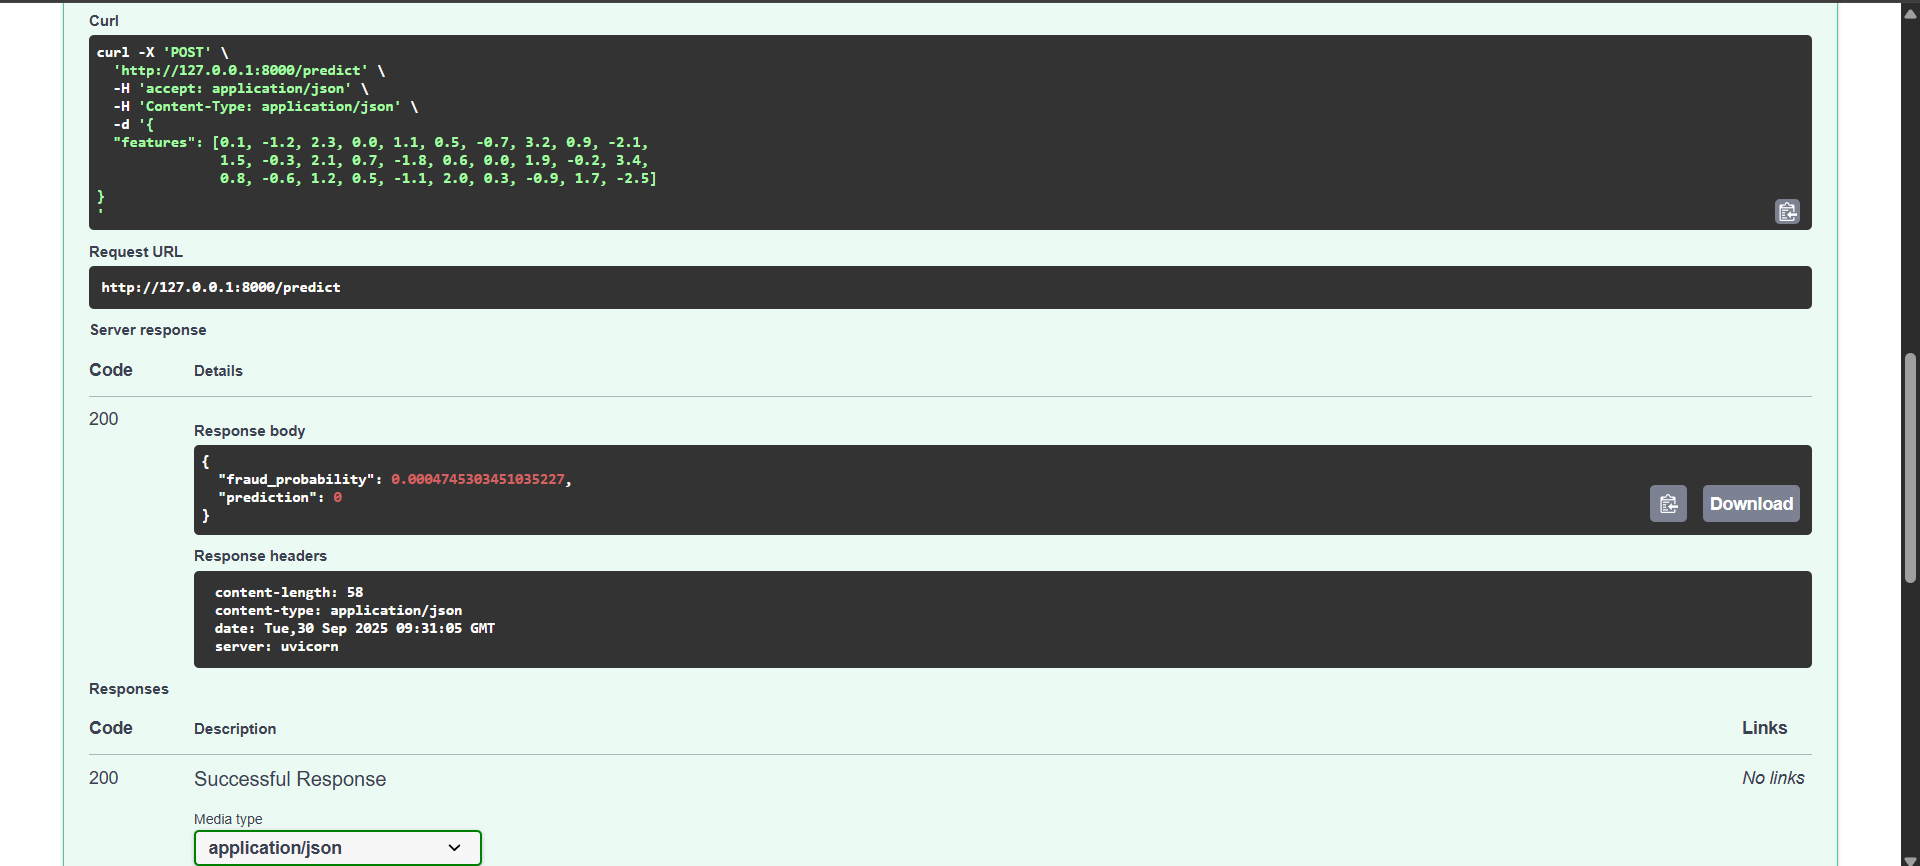 Curl
curl -X 'POST' \
  'http://127.0.0.1:8000/predict' \
  -H 'accept: application/json' \
  -H 'Content-Type: application/json' \
  -d '{
  "features": [0.1, -1.2, 2.3, 0.0, 1.1, 0.5, -0.7, 3.2, 0.9, -2.1,
               1.5, -0.3, 2.1, 0.7, -1.8, 0.6, 0.0, 1.9, -0.2, 3.4,
               0.8, -0.6, 1.2, 0.5, -1.1, 2.0, 0.3, -0.9, 1.7, -2.5]
}
'
Request URL
http://127.0.0.1:8000/predict
Server response
Code Details
200
Response body
{
  "fraud_probability": 0.0004745303451035227,
  "prediction": 0
}
Download
Response headers
content-length: 58
content-type: application/json
date: Tue,30 Sep 2025 09:31:05 GMT
server: uvicorn
Responses
Code Description Links
200 Successful Response No links
Media type
application/json